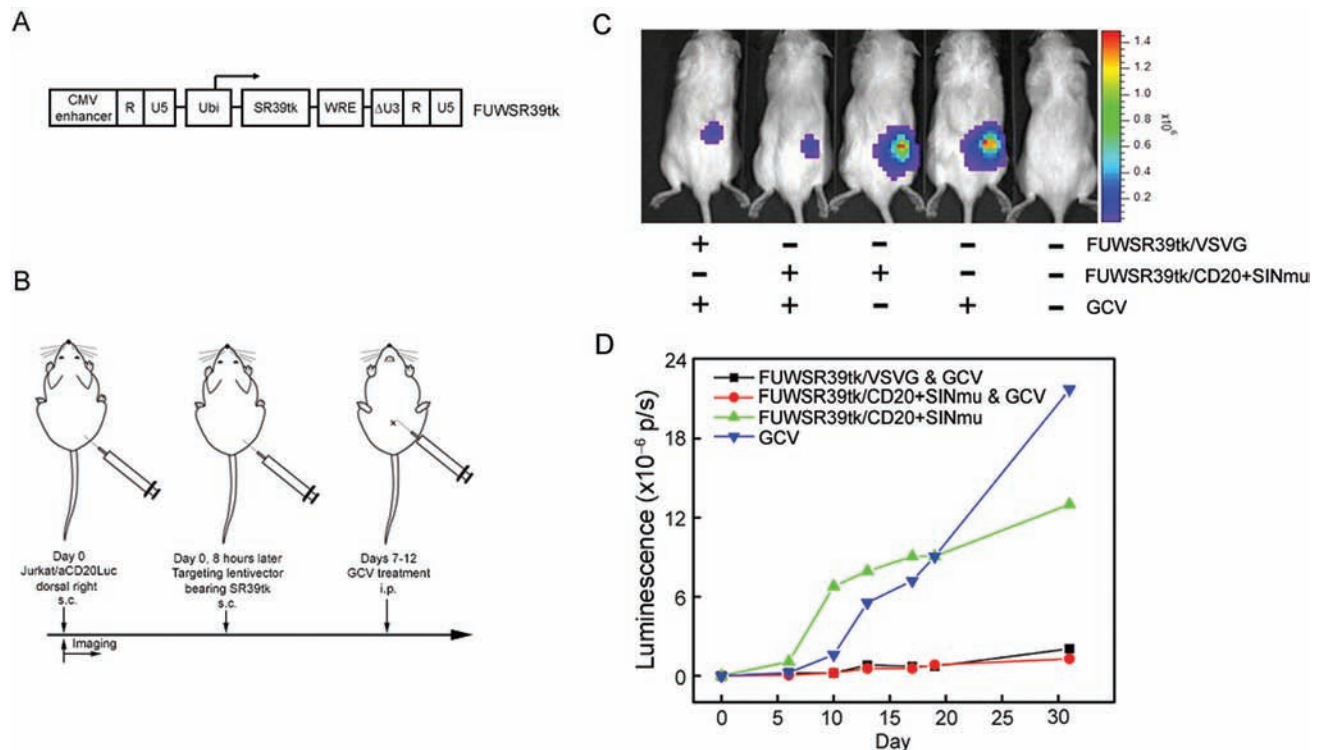 A
CMV enhancer R U5 Ubi SR39tk WRE ΔU3 R U5 FUWSR39tk
B
Day 0
Jurkat/aCD20Luc
dorsal right
s.c.
Day 0, 8 hours later
Targeting lentivector
bearing SR39tk
s.c.
Days 7-12
GCV treatment
i.p.
Imaging
C
1.4
1.2
1.0
0.8
0.6
0.4
0.2
x10⁶
+ − − − − FUWSR39tk/VSVG
− + + − − FUWSR39tk/CD20+SINmu
+ + − + − GCV
D
Luminescence (x10⁻⁶ p/s)
24
18
12
6
0
FUWSR39tk/VSVG & GCV
FUWSR39tk/CD20+SINmu & GCV
FUWSR39tk/CD20+SINmu
GCV
0 5 10 15 20 25 30
Day